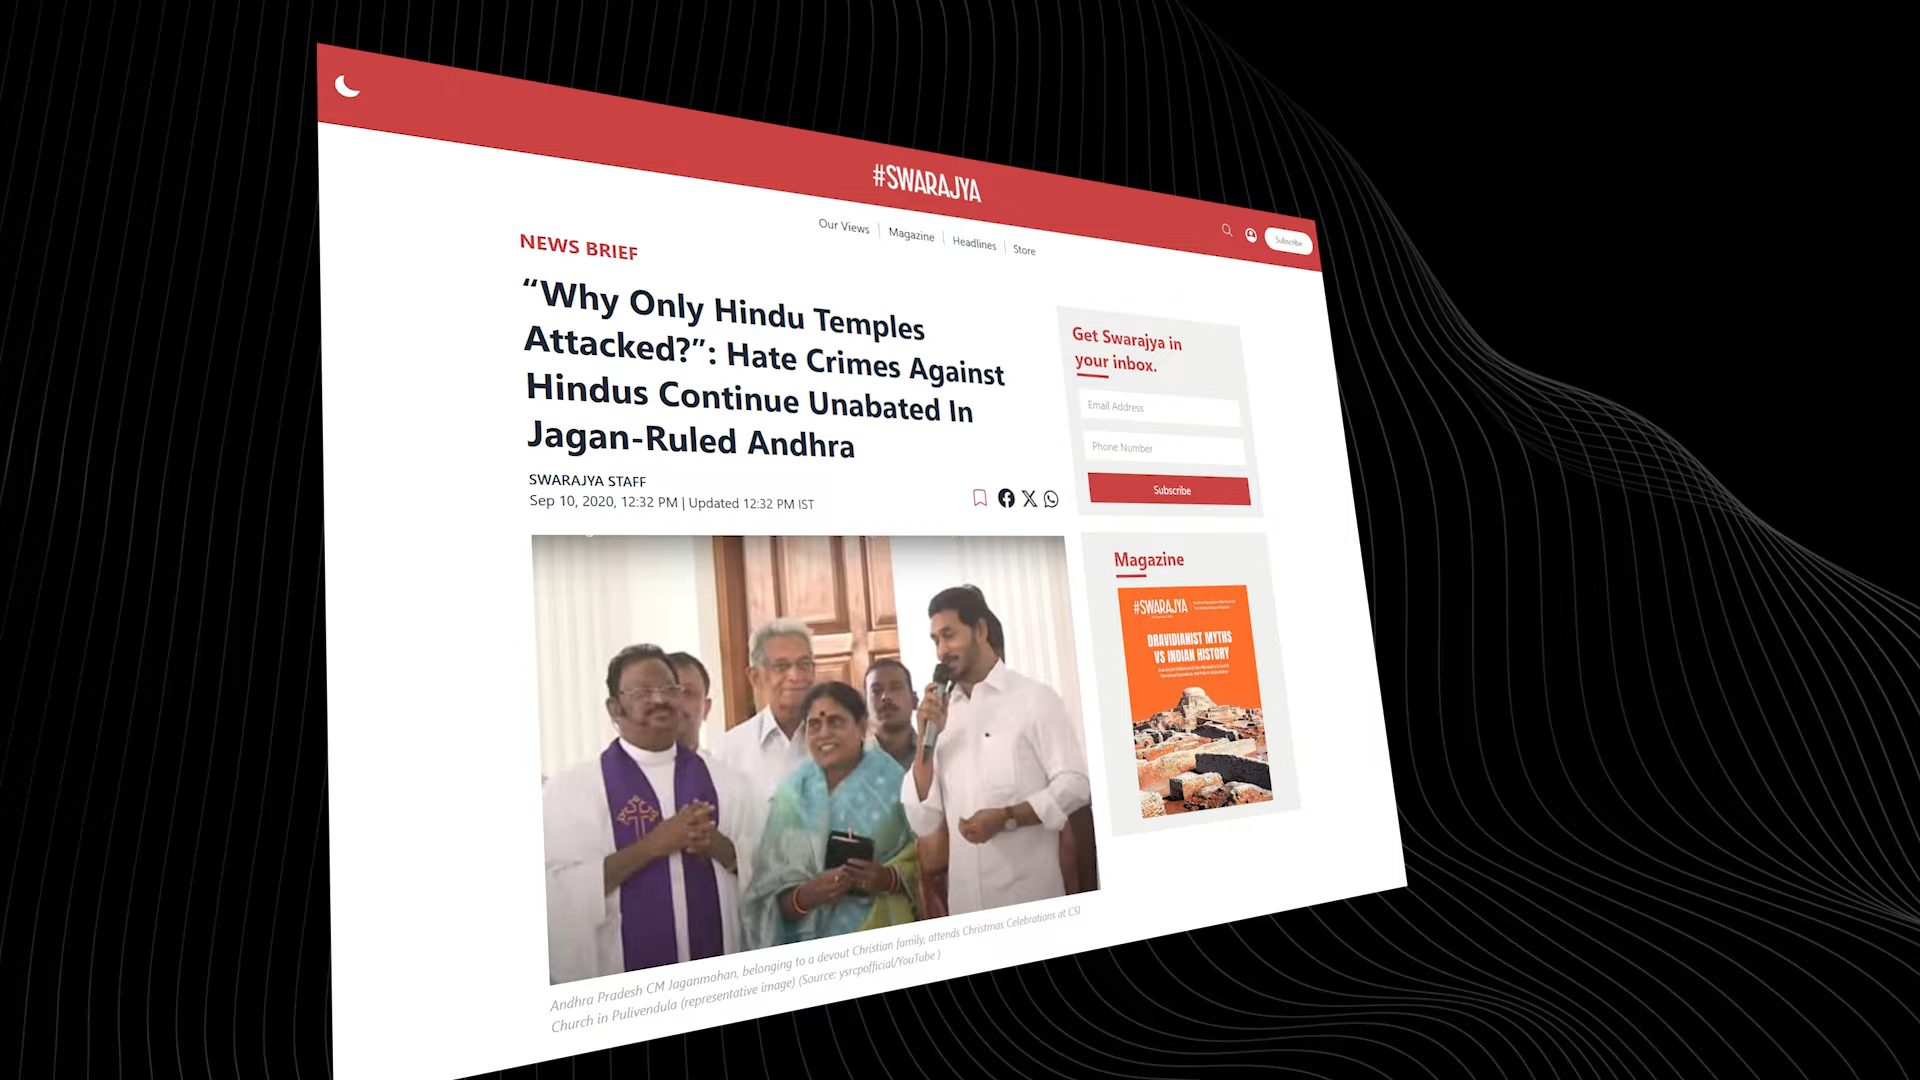 #SWARAJYA
Subscribe
Our Views | Magazine | Headlines | Store
NEWS BRIEF
“Why Only Hindu Temples
Attacked?”: Hate Crimes Against
Hindus Continue Unabated In
Jagan-Ruled Andhra
SWARAJYA STAFF
Sep 10, 2020, 12:32 PM | Updated 12:32 PM IST
Andhra Pradesh CM Jaganmohan, belonging to a devout Christian family, attends Christmas Celebrations at CSI
Church in Pulivendula (representative image) (Source: ysrcpofficial/YouTube )
Get Swarajya in
your inbox.
Email Address
Phone Number
Subscribe
Magazine
#SWARAJYA
DRAVIDIANIST MYTHS
VS INDIAN HISTORY